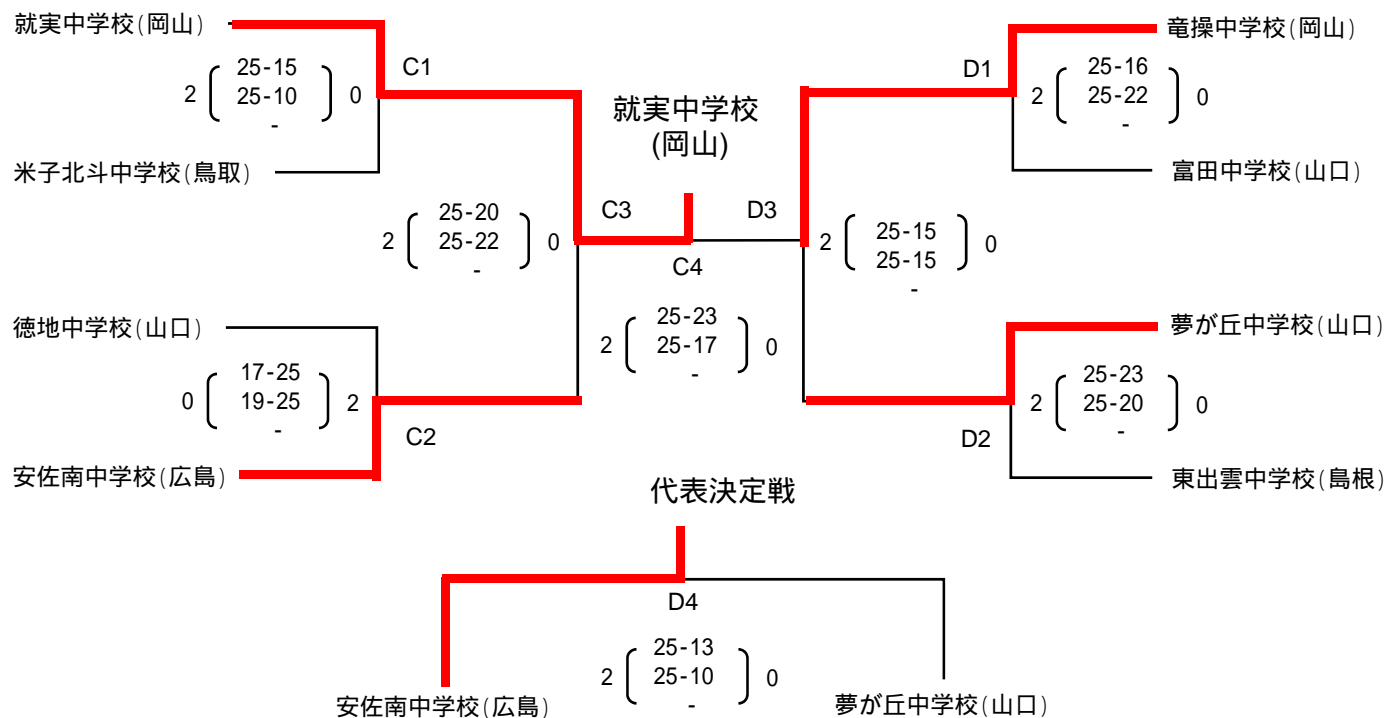 就実中学校(岡山)
竜操中学校(岡山)
C1
D1
25-15
2 25-10 0
-
25-16
2 25-22 0
-
就実中学校
(岡山)
米子北斗中学校(鳥取)
富田中学校(山口)
C3
D3
25-20
2 25-22 0
-
25-15
2 25-15 0
-
C4
25-23
2 25-17 0
-
徳地中学校(山口)
夢が丘中学校(山口)
17-25
0 19-25 2
-
25-23
2 25-20 0
-
C2
D2
安佐南中学校(広島)
東出雲中学校(島根)
代表決定戦
D4
25-13
2 25-10 0
-
安佐南中学校(広島)
夢が丘中学校(山口)